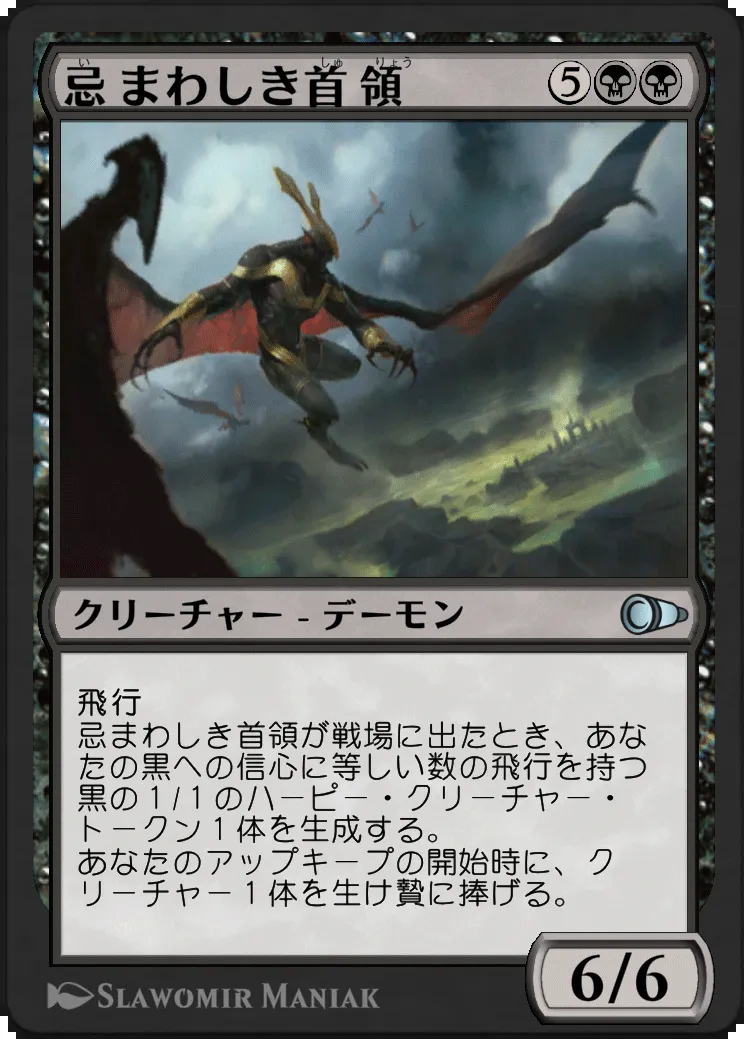 忌まわしき首領
い しゅ りょう
5
クリーチャー - デーモン
飛行
忌まわしき首領が戦場に出たとき、あな
たの黒への信心に等しい数の飛行を持つ
黒の1/1のハーピー・クリーチャー・
トークン1体を生成する。
あなたのアップキープの開始時に、ク
リーチャー1体を生け贄に捧げる。
6/6
SLAWOMIR MANIAK